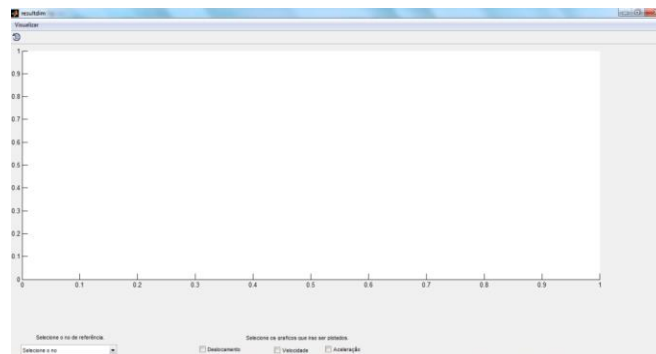 resultdin
Visualizar
1
0.9
0.8
0.7
0.6
0.5
0.4
0.3
0.2
0.1
0
0 0.1 0.2 0.3 0.4 0.5 0.6 0.7 0.8 0.9 1
Selecione o no de referência.
Selecione os graficos que irao ser plotados.
Selecione o no
Deslocamento Velocidade Aceleração